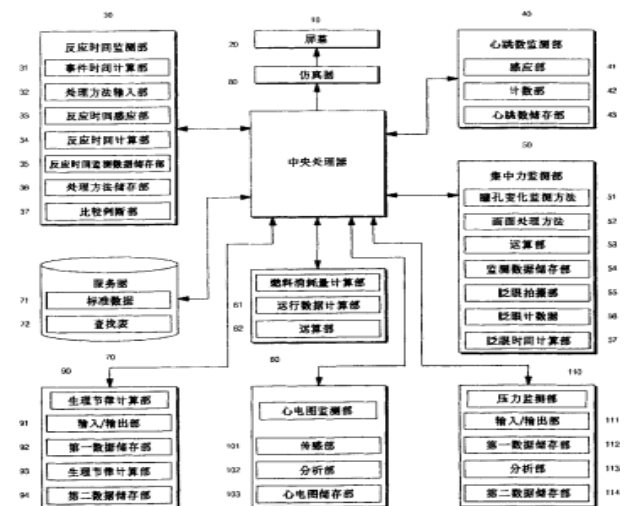 30
10
40
反应时间监测部
31
事件时间计算部
32
处理方法输入部
33
反应时间感应部
34
反应时间计算部
35
反应时间监测数据储存部
36
处理方法储存部
37
比较判断部
20
屏幕
80
仿真器
中央处理器
心跳数监测部
感应部
41
计数部
42
心跳数储存部
43
50
集中力监测部
瞳孔变化监测方法
51
画面处理方法
52
运算部
53
监测数据储存部
54
眨眼拍摄部
55
眨眼计数据
56
眨眼时间计算部
57
服务器
71
标准数据
72
查找表
70
燃料消耗量计算部
61
运行数据计算部
62
运算部
60
90
生理节律计算部
91
输入/输出部
92
第一数据储存部
93
生理节律计算部
94
第二数据储存部
心电图监测部
101
传感部
102
分析部
103
心电图储存部
110
压力监测部
输入/输出部
111
第一数据储存部
112
分析部
113
第二数据储存部
114